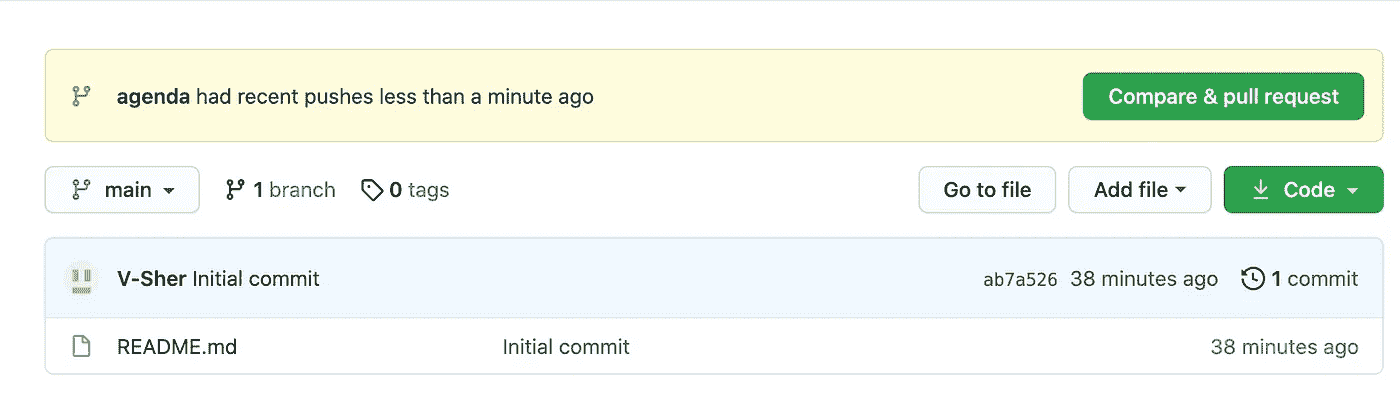 agenda had recent pushes less than a minute ago Compare & pull request
main 1 branch 0 tags Go to file Add file Code
V-Sher Initial commit ab7a526 38 minutes ago 1 commit
README.md Initial commit 38 minutes ago